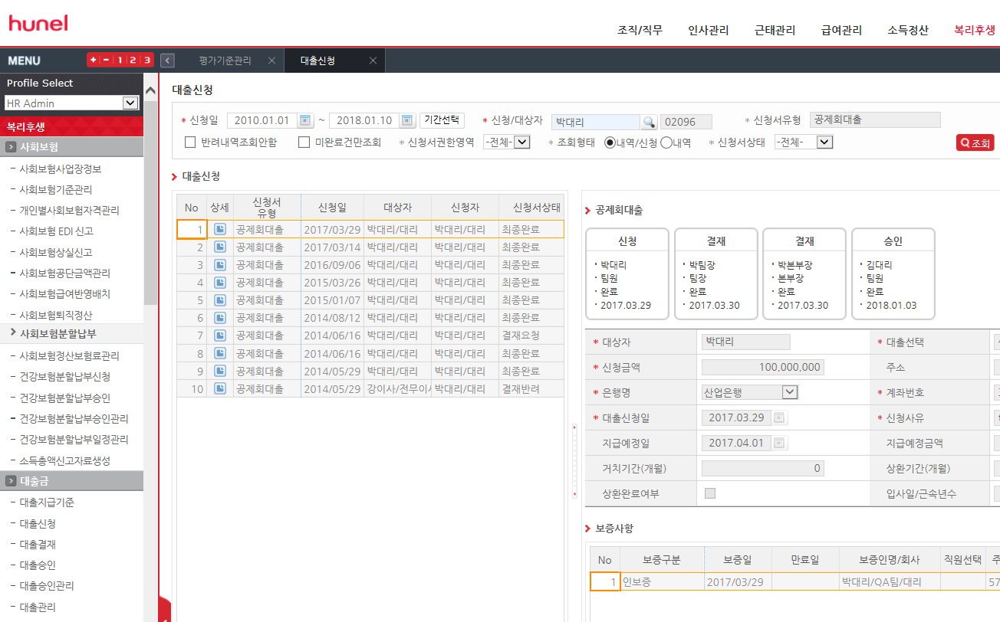 hunel
조직/직무 인사관리 근태관리 급여관리 소득정산 복리후생
MENU + - 1 2 3 평가기준관리 대출신청
Profile Select
HR Admin
복리후생
사회보험
- 사회보험사업장정보
- 사회보험기준관리
- 개인별사회보험자격관리
- 사회보험 EDI 신고
- 사회보험상실신고
- 사회보험공단금액관리
- 사회보험급여반영배치
- 사회보험퇴직정산
사회보험분할납부
- 사회보험정산보험료관리
- 건강보험분할납부신청
- 건강보험분할납부승인
- 건강보험분할납부승인관리
- 건강보험분할납부일정관리
- 소득총액신고자료생성
대출금
- 대출지급기준
- 대출신청
- 대출결재
- 대출승인
- 대출승인관리
- 대출관리
대출신청
* 신청일 2010.01.01 ~ 2018.01.10 기간선택 * 신청/대상자 박대리 02096 * 신청서유형 공제회대출
반려내역조회안함 미완료건만조회 * 신청서권한영역 -전체- * 조회형태 내역/신청 내역 * 신청서상태 -전체- 조회
대출신청
No 상세 신청서 유형 신청일 대상자 신청자 신청서상태
1 공제회대출 2017/03/29 박대리/대리 박대리/대리 최종완료
2 공제회대출 2017/03/14 박대리/대리 박대리/대리 최종완료
3 공제회대출 2016/09/06 박대리/대리 박대리/대리 최종완료
4 공제회대출 2015/03/26 박대리/대리 박대리/대리 최종완료
5 공제회대출 2015/01/07 박대리/대리 박대리/대리 최종완료
6 공제회대출 2014/08/12 박대리/대리 박대리/대리 최종완료
7 공제회대출 2014/06/16 박대리/대리 박대리/대리 결재요청
8 공제회대출 2014/06/16 박대리/대리 박대리/대리 최종완료
9 공제회대출 2014/05/29 박대리/대리 박대리/대리 최종완료
10 공제회대출 2014/05/29 강이사/전무이사 박대리/대리 결재반려
공제회대출
신청 결재 결재 승인
· 박대리 · 박팀장 · 박본부장 · 김대리
· 팀원 · 팀장 · 본부장 · 팀원
· 완료 · 완료 · 완료 · 완료
· 2017.03.29 · 2017.03.30 · 2017.03.30 · 2018.01.03
* 대상자 박대리 * 대출선택
* 신청금액 100,000,000 주소
* 은행명 산업은행 * 계좌번호
* 대출신청일 2017.03.29 * 신청사유
지급예정일 2017.04.01 지급예정금액
거치기간(개월) 0 상환기간(개월)
상환완료여부 입사일/근속년수
보증사항
No 보증구분 보증일 만료일 보증인명/회사 직원선택 주
1 인보증 2017/03/29 박대리/QA팀/대리 57